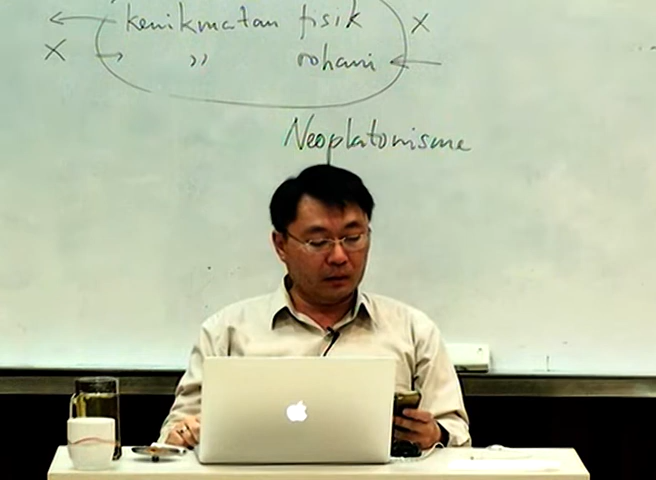 kenikmatan fisik X
X " rohani
Neoplatonisme